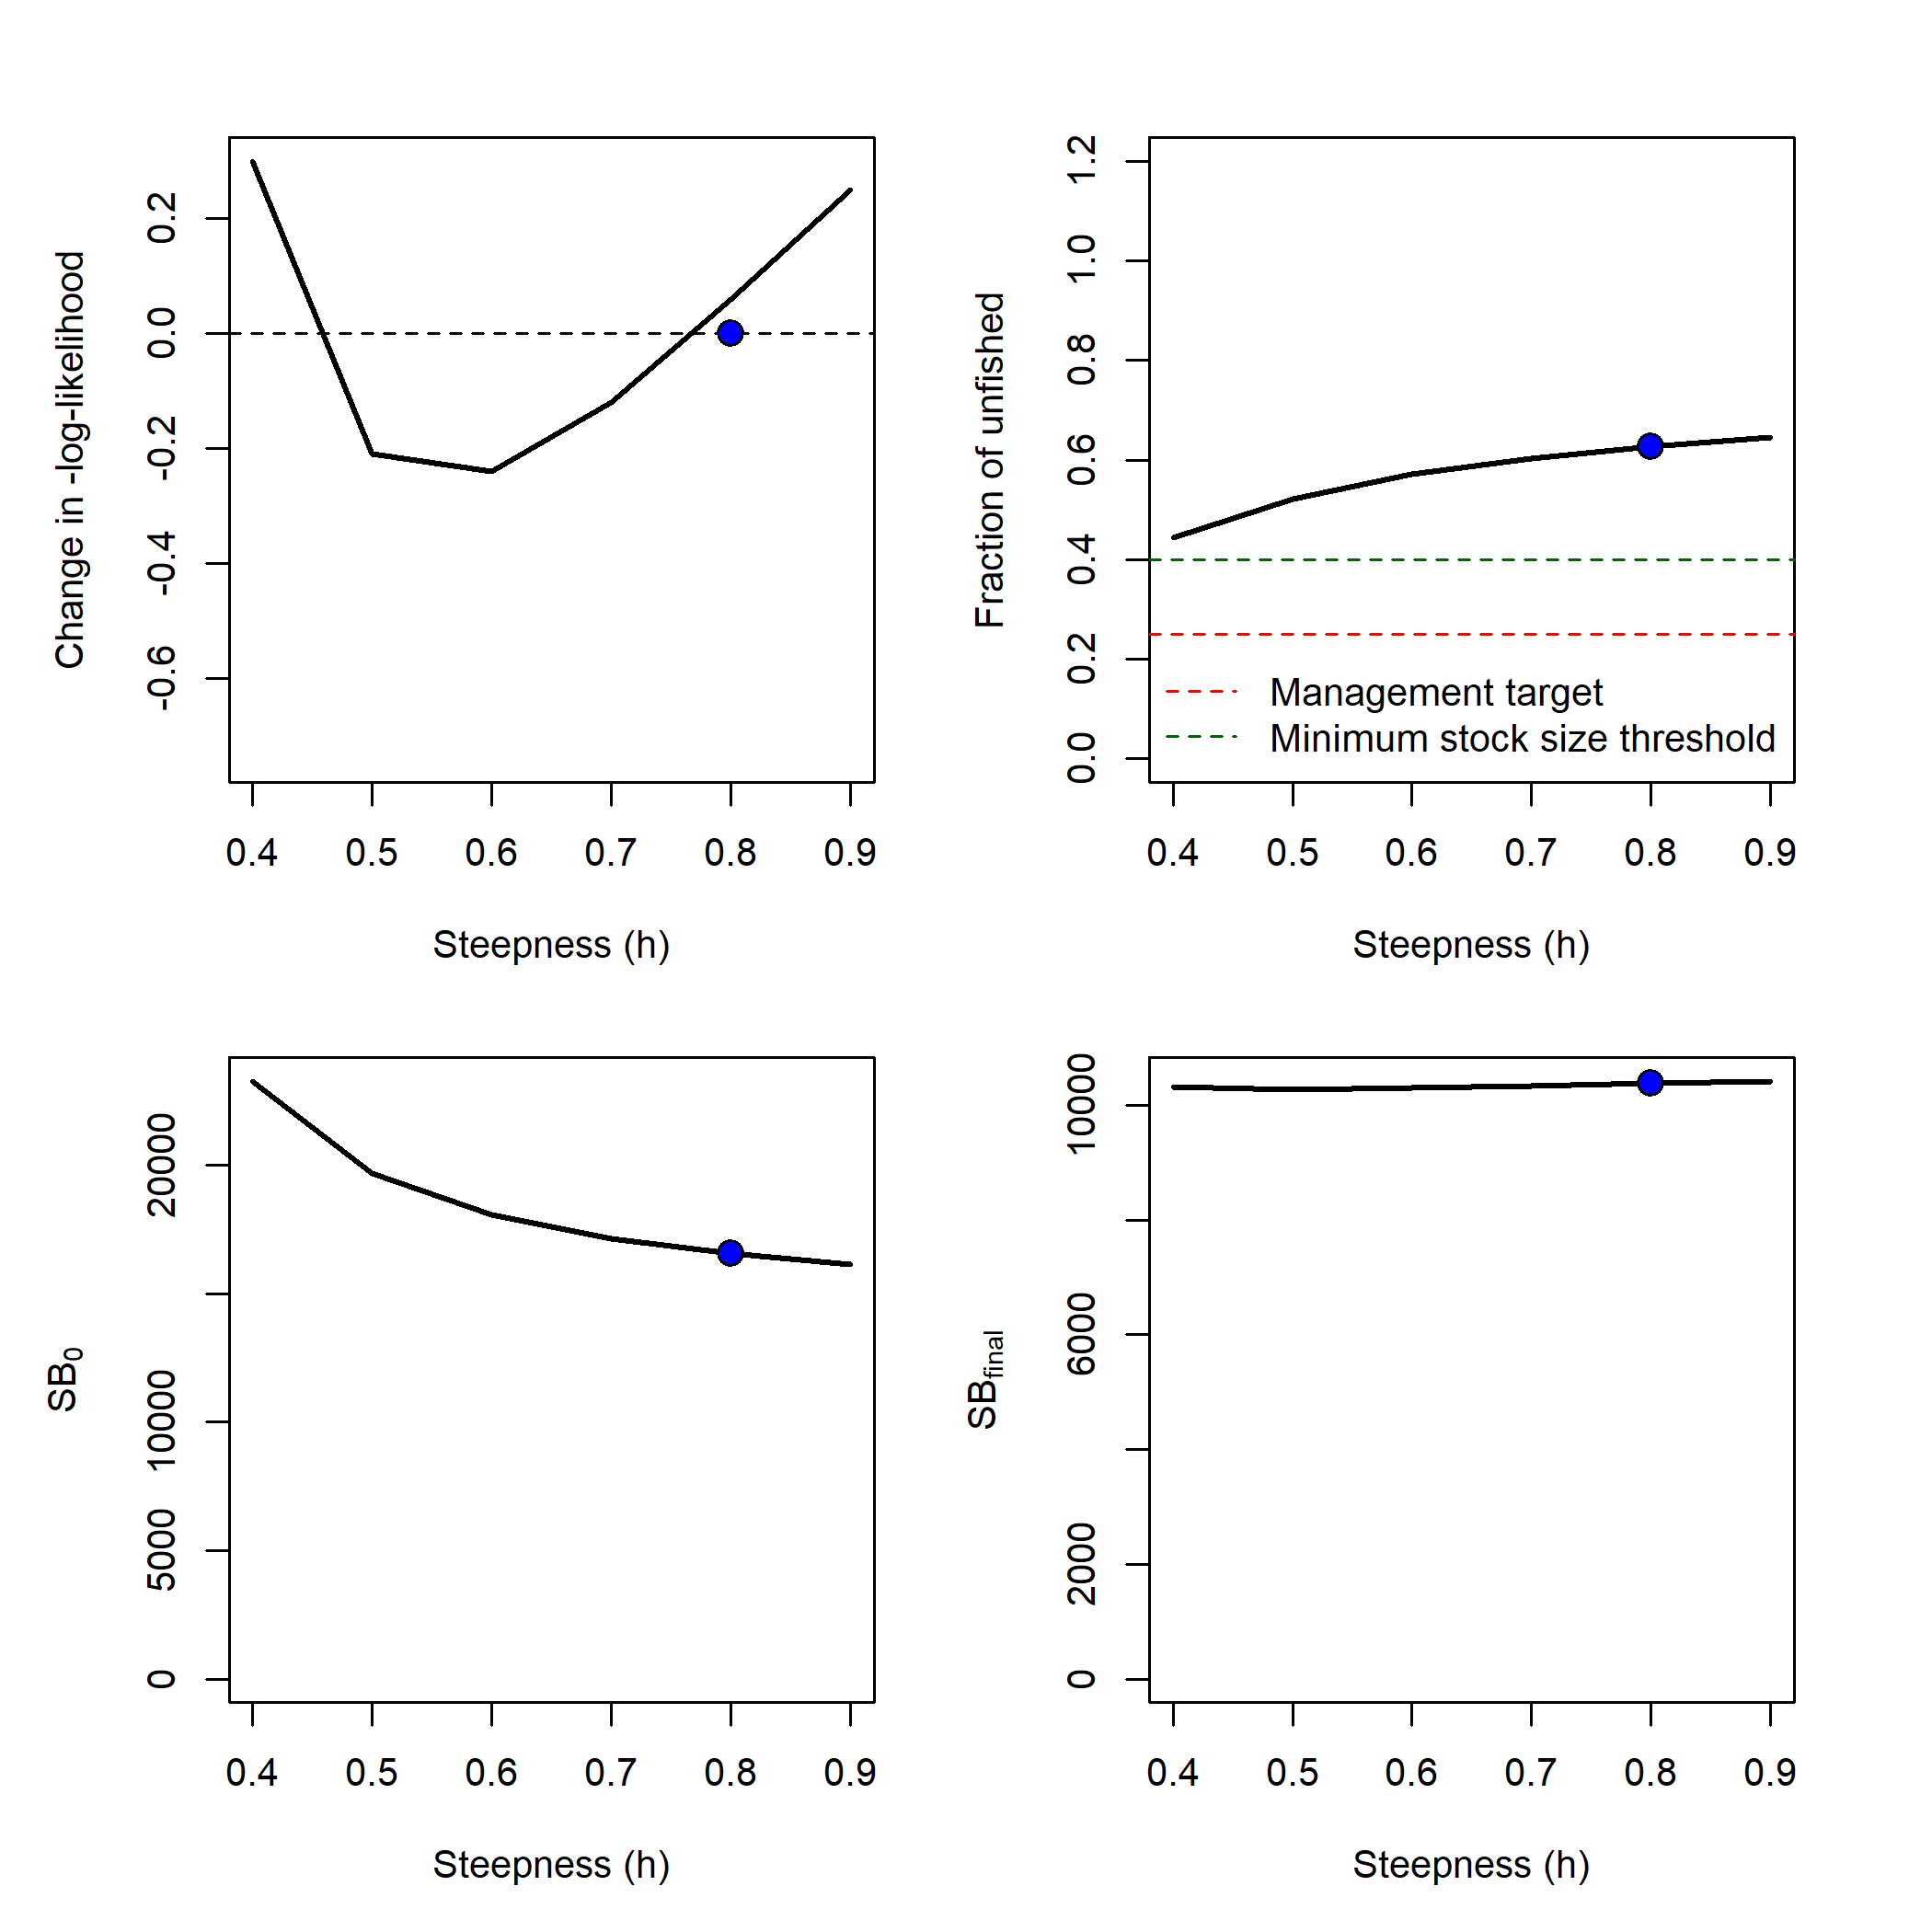 Change in -log-likelihood
0.2
0.0
-0.2
-0.4
-0.6
0.4 0.5 0.6 0.7 0.8 0.9
Steepness (h)
Fraction of unfished
1.2
1.0
0.8
0.6
0.4
0.2
0.0
Management target
Minimum stock size threshold
0.4 0.5 0.6 0.7 0.8 0.9
Steepness (h)
SB0
20000
10000
5000
0
0.4 0.5 0.6 0.7 0.8 0.9
Steepness (h)
SBfinal
10000
6000
2000
0
0.4 0.5 0.6 0.7 0.8 0.9
Steepness (h)